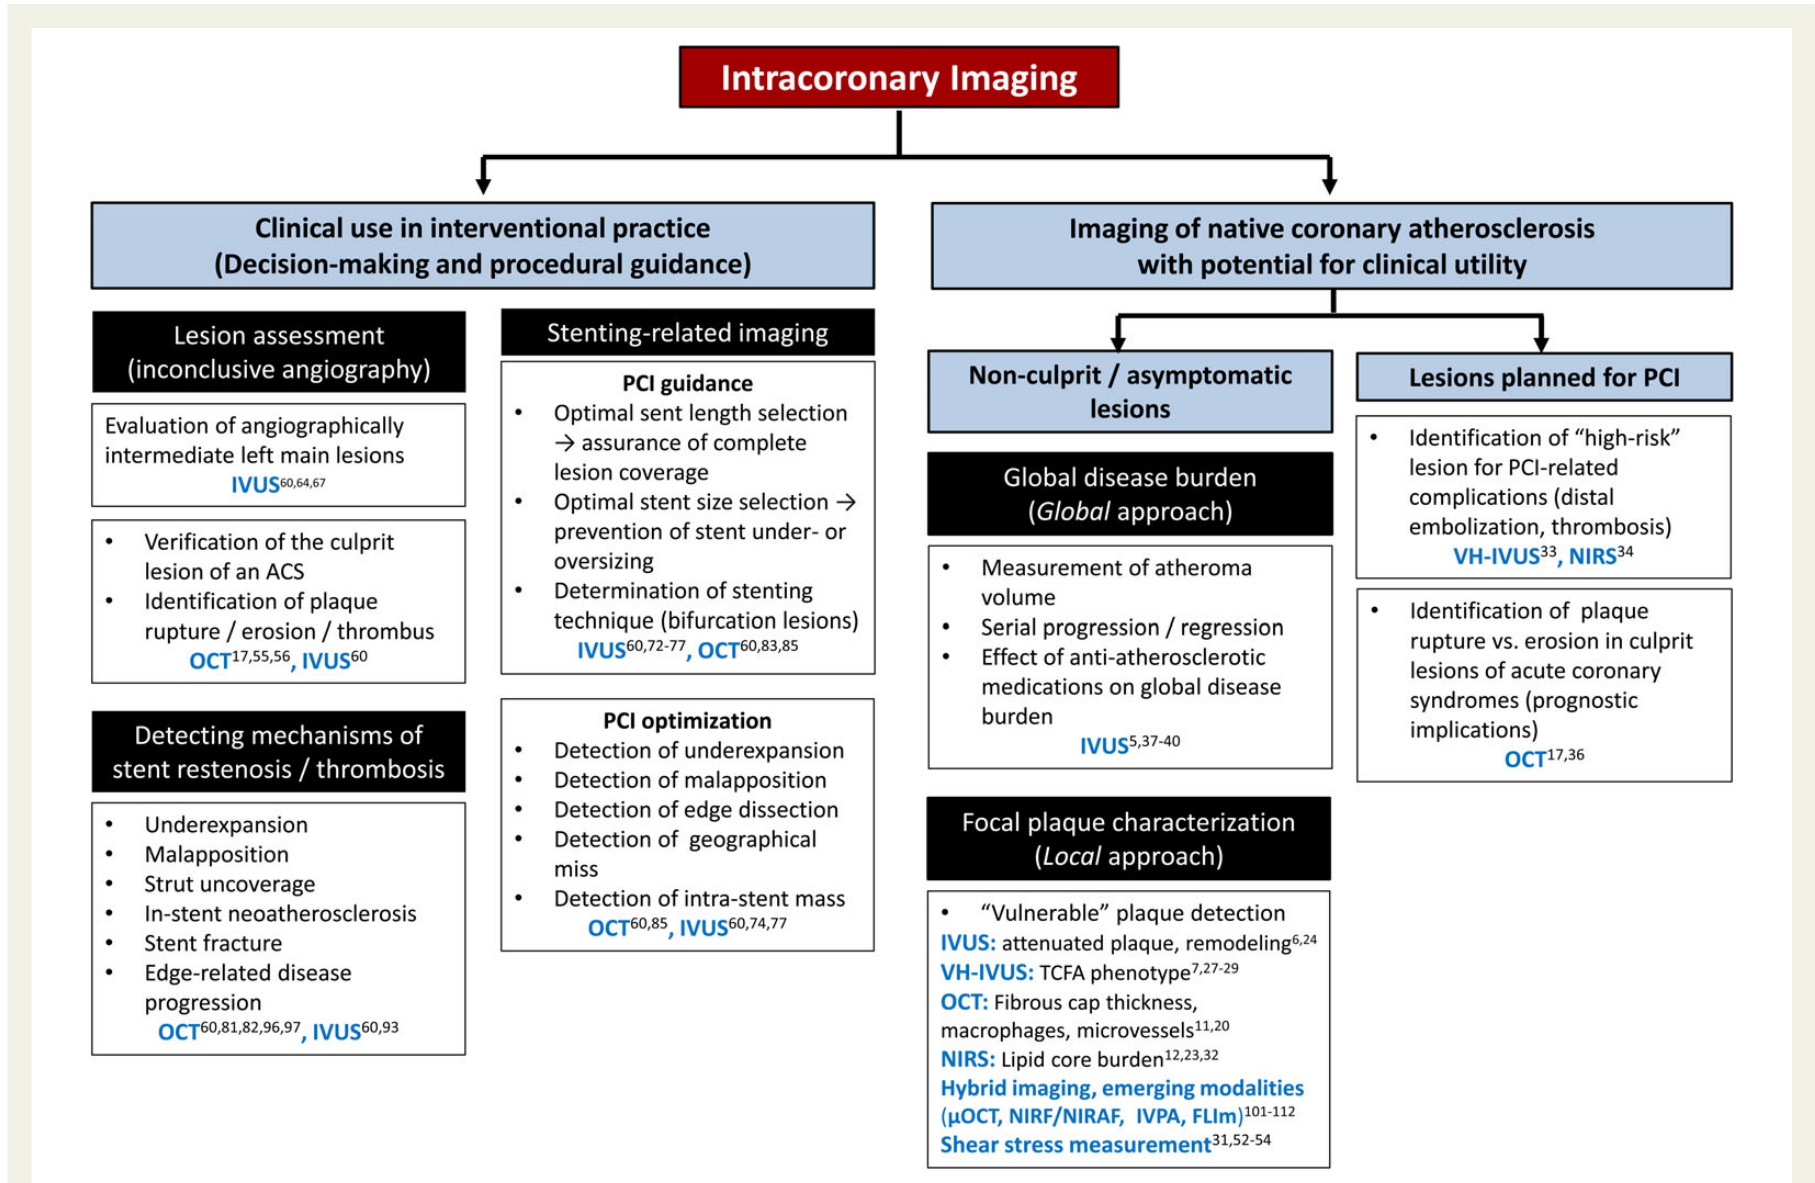 Intracoronary Imaging
Clinical use in interventional practice
(Decision-making and procedural guidance)
Lesion assessment
(inconclusive angiography)
Evaluation of angiographically
intermediate left main lesions
IVUS60,64,67
• Verification of the culprit
lesion of an ACS
• Identification of plaque
rupture / erosion / thrombus
OCT17,55,56, IVUS60
Detecting mechanisms of
stent restenosis / thrombosis
• Underexpansion
• Malapposition
• Strut uncoverage
• In-stent neoatherosclerosis
• Stent fracture
• Edge-related disease
progression
OCT60,81,82,96,97, IVUS60,93
Stenting-related imaging
PCI guidance
• Optimal sent length selection
→ assurance of complete
lesion coverage
• Optimal stent size selection →
prevention of stent under- or
oversizing
• Determination of stenting
technique (bifurcation lesions)
IVUS60,72-77, OCT60,83,85
PCI optimization
• Detection of underexpansion
• Detection of malapposition
• Detection of edge dissection
• Detection of geographical
miss
• Detection of intra-stent mass
OCT60,85, IVUS60,74,77
Imaging of native coronary atherosclerosis
with potential for clinical utility
Non-culprit / asymptomatic
lesions
Global disease burden
(Global approach)
• Measurement of atheroma
volume
• Serial progression / regression
• Effect of anti-atherosclerotic
medications on global disease
burden
IVUS5,37-40
Focal plaque characterization
(Local approach)
• “Vulnerable” plaque detection
IVUS: attenuated plaque, remodeling6,24
VH-IVUS: TCFA phenotype7,27-29
OCT: Fibrous cap thickness,
macrophages, microvessels11,20
NIRS: Lipid core burden12,23,32
Hybrid imaging, emerging modalities
(μOCT, NIRF/NIRAF, IVPA, FLIm)101-112
Shear stress measurement31,52-54
Lesions planned for PCI
• Identification of “high-risk”
lesion for PCI-related
complications (distal
embolization, thrombosis)
VH-IVUS33, NIRS34
• Identification of plaque
rupture vs. erosion in culprit
lesions of acute coronary
syndromes (prognostic
implications)
OCT17,36